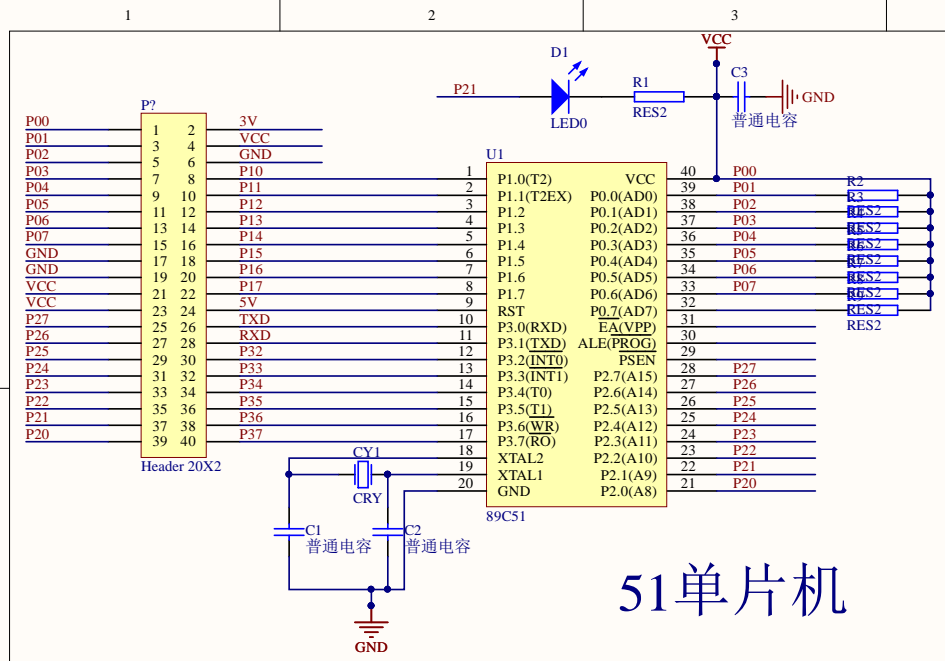 1 2 3
VCC
D1
P21
LED0
R1
RES2
C3
普通电容
GND
P?
P00 1 2 3V
P01 3 4 VCC
P02 5 6 GND
P03 7 8 P10
P04 9 10 P11
P05 11 12 P12
P06 13 14 P13
P07 15 16 P14
GND 17 18 P15
GND 19 20 P16
VCC 21 22 P17
VCC 23 24 5V
P27 25 26 TXD
P26 27 28 RXD
P25 29 30 P32
P24 31 32 P33
P23 33 34 P34
P22 35 36 P35
P21 37 38 P36
P20 39 40 P37
Header 20X2
U1
1 P1.0(T2) VCC 40 P00
2 P1.1(T2EX) P0.0(AD0) 39 P01
3 P1.2 P0.1(AD1) 38 P02
4 P1.3 P0.2(AD2) 37 P03
5 P1.4 P0.3(AD3) 36 P04
6 P1.5 P0.4(AD4) 35 P05
7 P1.6 P0.5(AD5) 34 P06
8 P1.7 P0.6(AD6) 33 P07
9 RST P0.7(AD7) 32
10 P3.0(RXD) EA(VPP) 31
11 P3.1(TXD) ALE(PROG) 30
12 P3.2(INT0) PSEN 29
13 P3.3(INT1) P2.7(A15) 28 P27
14 P3.4(T0) P2.6(A14) 27 P26
15 P3.5(T1) P2.5(A13) 26 P25
16 P3.6(WR) P2.4(A12) 25 P24
17 P3.7(RO) P2.3(A11) 24 P23
18 XTAL2 P2.2(A10) 23 P22
19 XTAL1 P2.1(A9) 22 P21
20 GND P2.0(A8) 21 P20
89C51
R2
R3
RES2
RES2
RES2
RES2
RES2
RES2
RES2
RES2
CY1
CRY
C1
普通电容
C2
普通电容
GND
51单片机